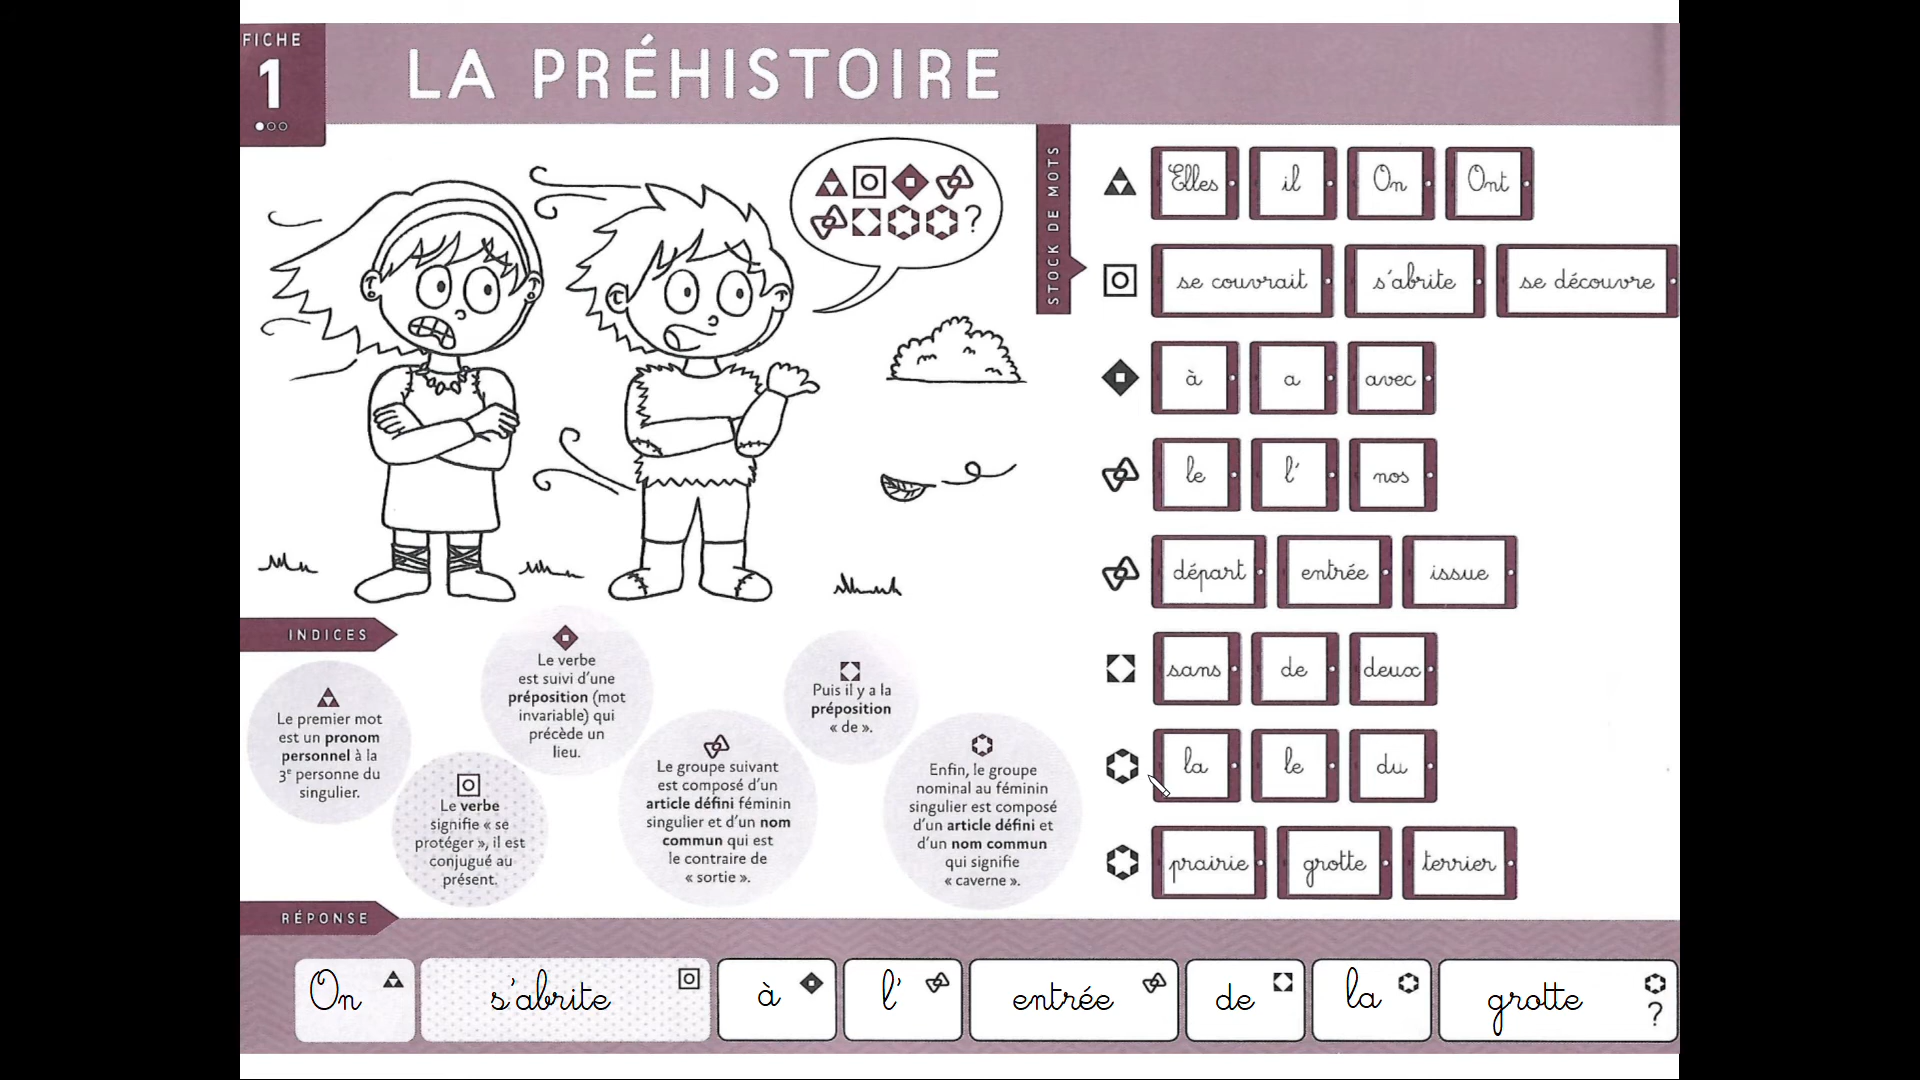 FICHE
1
LA PRÉHISTOIRE
?
STOCK DE MOTS
Elles il On Ont
se couvrait s'abrite se découvre
à a avec
le l' nos
départ entrée issue
sans de deux
la le du
prairie grotte terrier
INDICES
Le premier mot
est un pronom
personnel à la
3e personne du
singulier.
Le verbe
signifie « se
protéger », il est
conjugué au
présent.
Le verbe
est suivi d'une
préposition (mot
invariable) qui
précède un
lieu.
Le groupe suivant
est composé d'un
article défini féminin
singulier et d'un nom
commun qui est
le contraire de
« sortie ».
Puis il y a la
préposition
« de ».
Enfin, le groupe
nominal au féminin
singulier est composé
d'un article défini et
d'un nom commun
qui signifie
« caverne ».
RÉPONSE
On s'abrite à l' entrée de la grotte ?